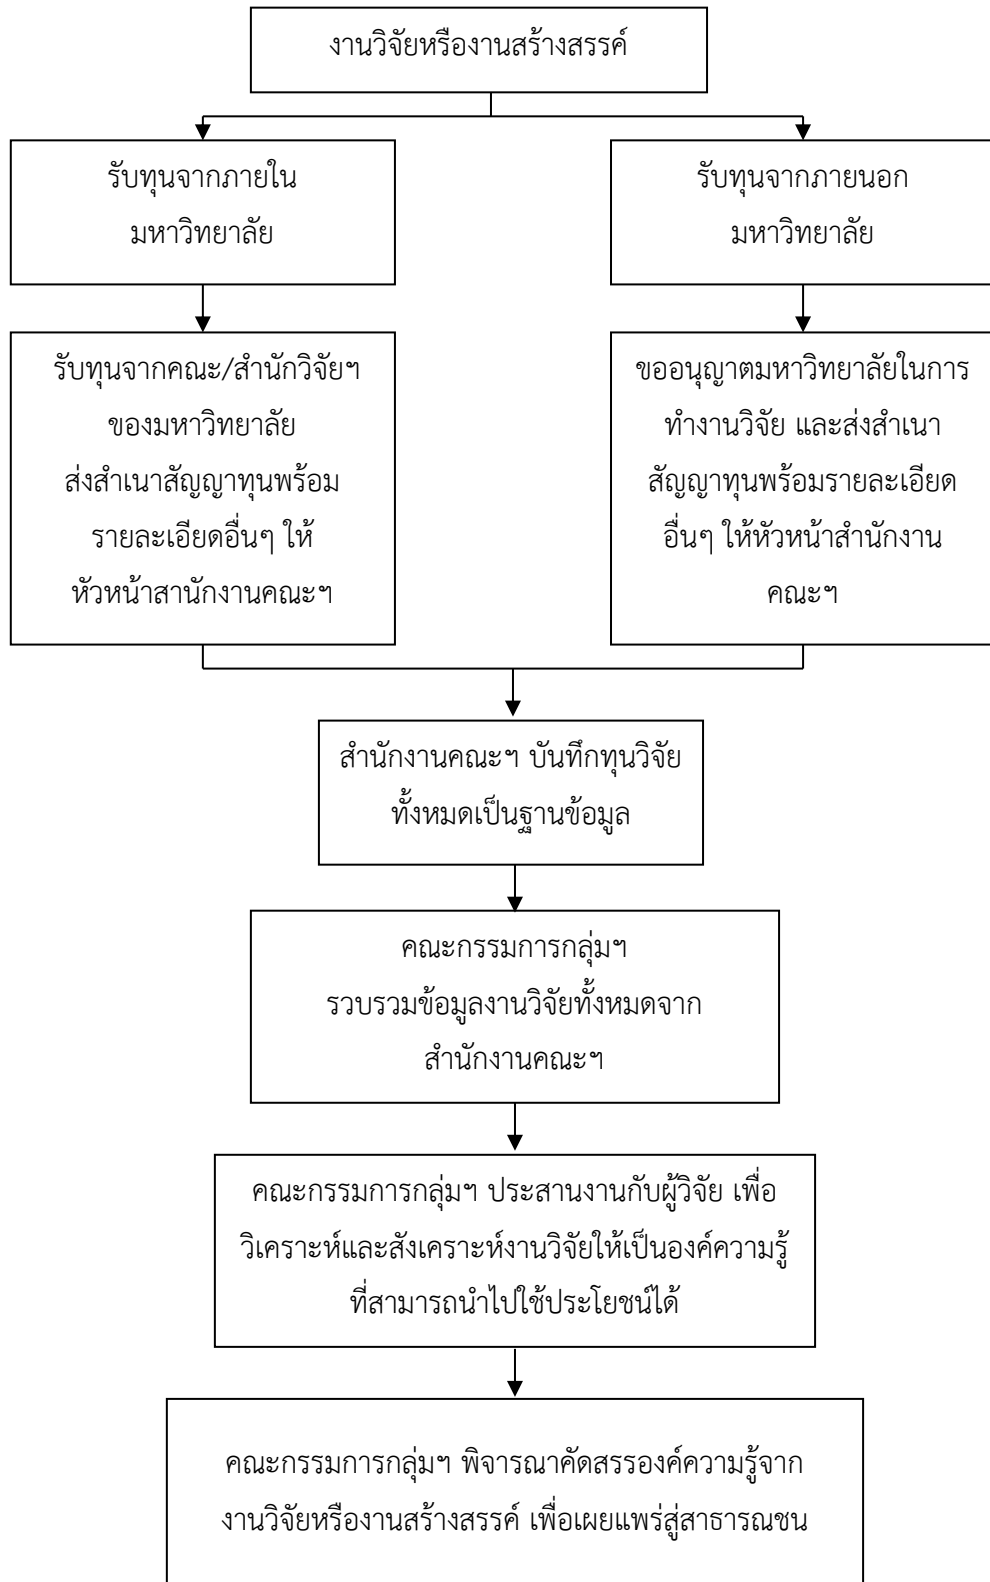 งานวิจัยหรืองานสร้างสรรค์
รับทุนจากภายใน
มหาวิทยาลัย
รับทุนจากภายนอก
มหาวิทยาลัย
รับทุนจากคณะ/สำนักวิจัยฯ
ของมหาวิทยาลัย
ส่งสำเนาสัญญาทุนพร้อม
รายละเอียดอื่นๆ ให้
หัวหน้าสานักงานคณะฯ
ขออนุญาตมหาวิทยาลัยในการ
ทำงานวิจัย และส่งสำเนา
สัญญาทุนพร้อมรายละเอียด
อื่นๆ ให้หัวหน้าสำนักงาน
คณะฯ
สำนักงานคณะฯ บันทึกทุนวิจัย
ทั้งหมดเป็นฐานข้อมูล
คณะกรรมการกลุ่มฯ
รวบรวมข้อมูลงานวิจัยทั้งหมดจาก
สำนักงานคณะฯ
คณะกรรมการกลุ่มฯ ประสานงานกับผู้วิจัย เพื่อ
วิเคราะห์และสังเคราะห์งานวิจัยให้เป็นองค์ความรู้
ที่สามารถนำไปใช้ประโยชน์ได้
คณะกรรมการกลุ่มฯ พิจารณาคัดสรรองค์ความรู้จาก
งานวิจัยหรืองานสร้างสรรค์ เพื่อเผยแพร่สู่สาธารณชน